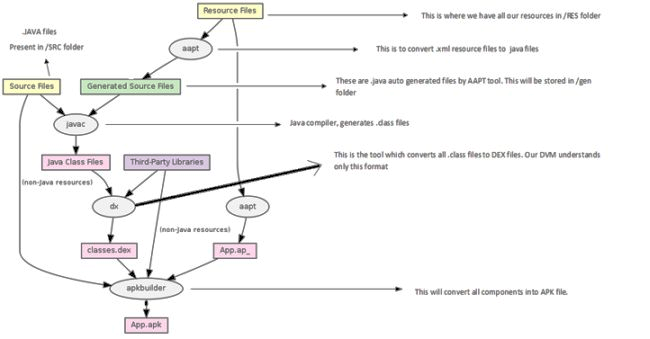 Resource Files
This is where we have all our resources in /RES folder
.JAVA files
Present in /SRC folder
aapt
This is to convert .xml resource files to java files
Source Files
Generated Source Files
These are .java auto generated files by AAPT tool. This will be stored in /gen
folder
javac
Java compiler, generates .class files
Java Class Files
Third-Party Libraries
This is the tool which converts all .class files to DEX files. Our DVM understands
only this format
(non-Java resources)
dx
aapt
(non-Java resources)
classes.dex
App.ap_
apkbuilder
This will convert all components into APK file.
App.apk